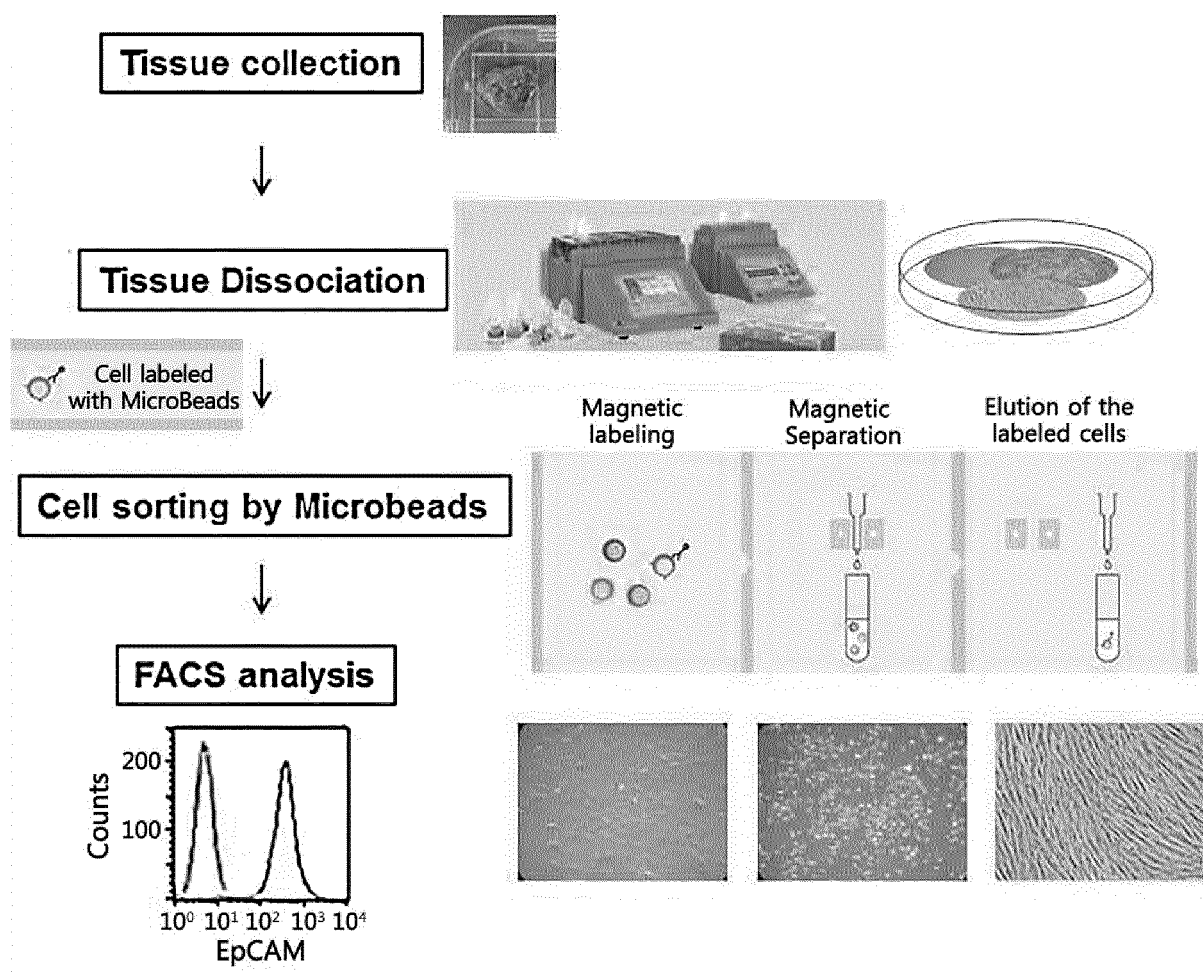 Tissue collection
Tissue Dissociation
Cell labeled
with MicroBeads
Magnetic
labeling
Magnetic
Separation
Elution of the
labeled cells
Cell sorting by Microbeads
FACS analysis
200
100
Counts
10⁰ 10¹ 10² 10³ 10⁴
EpCAM